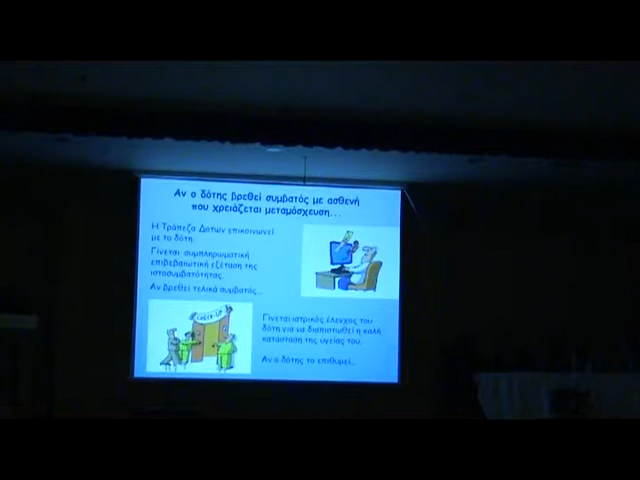 Αν ο δότης βρεθεί συμβατός με ασθενή
που χρειάζεται μεταμόσχευση...
Η Τράπεζα Δοτών επικοινωνεί
με το δότη.
Γίνεται συμπληρωματική
επιβεβαιωτική εξέταση της
ιστοσυμβατότητας.
Αν βρεθεί τελικά συμβατός...
CHECK-UP
Γίνεται ιατρικός έλεγχος του
δότη για να διαπιστωθεί η καλή
κατάσταση της υγείας του.
Αν ο δότης το επιθυμεί...